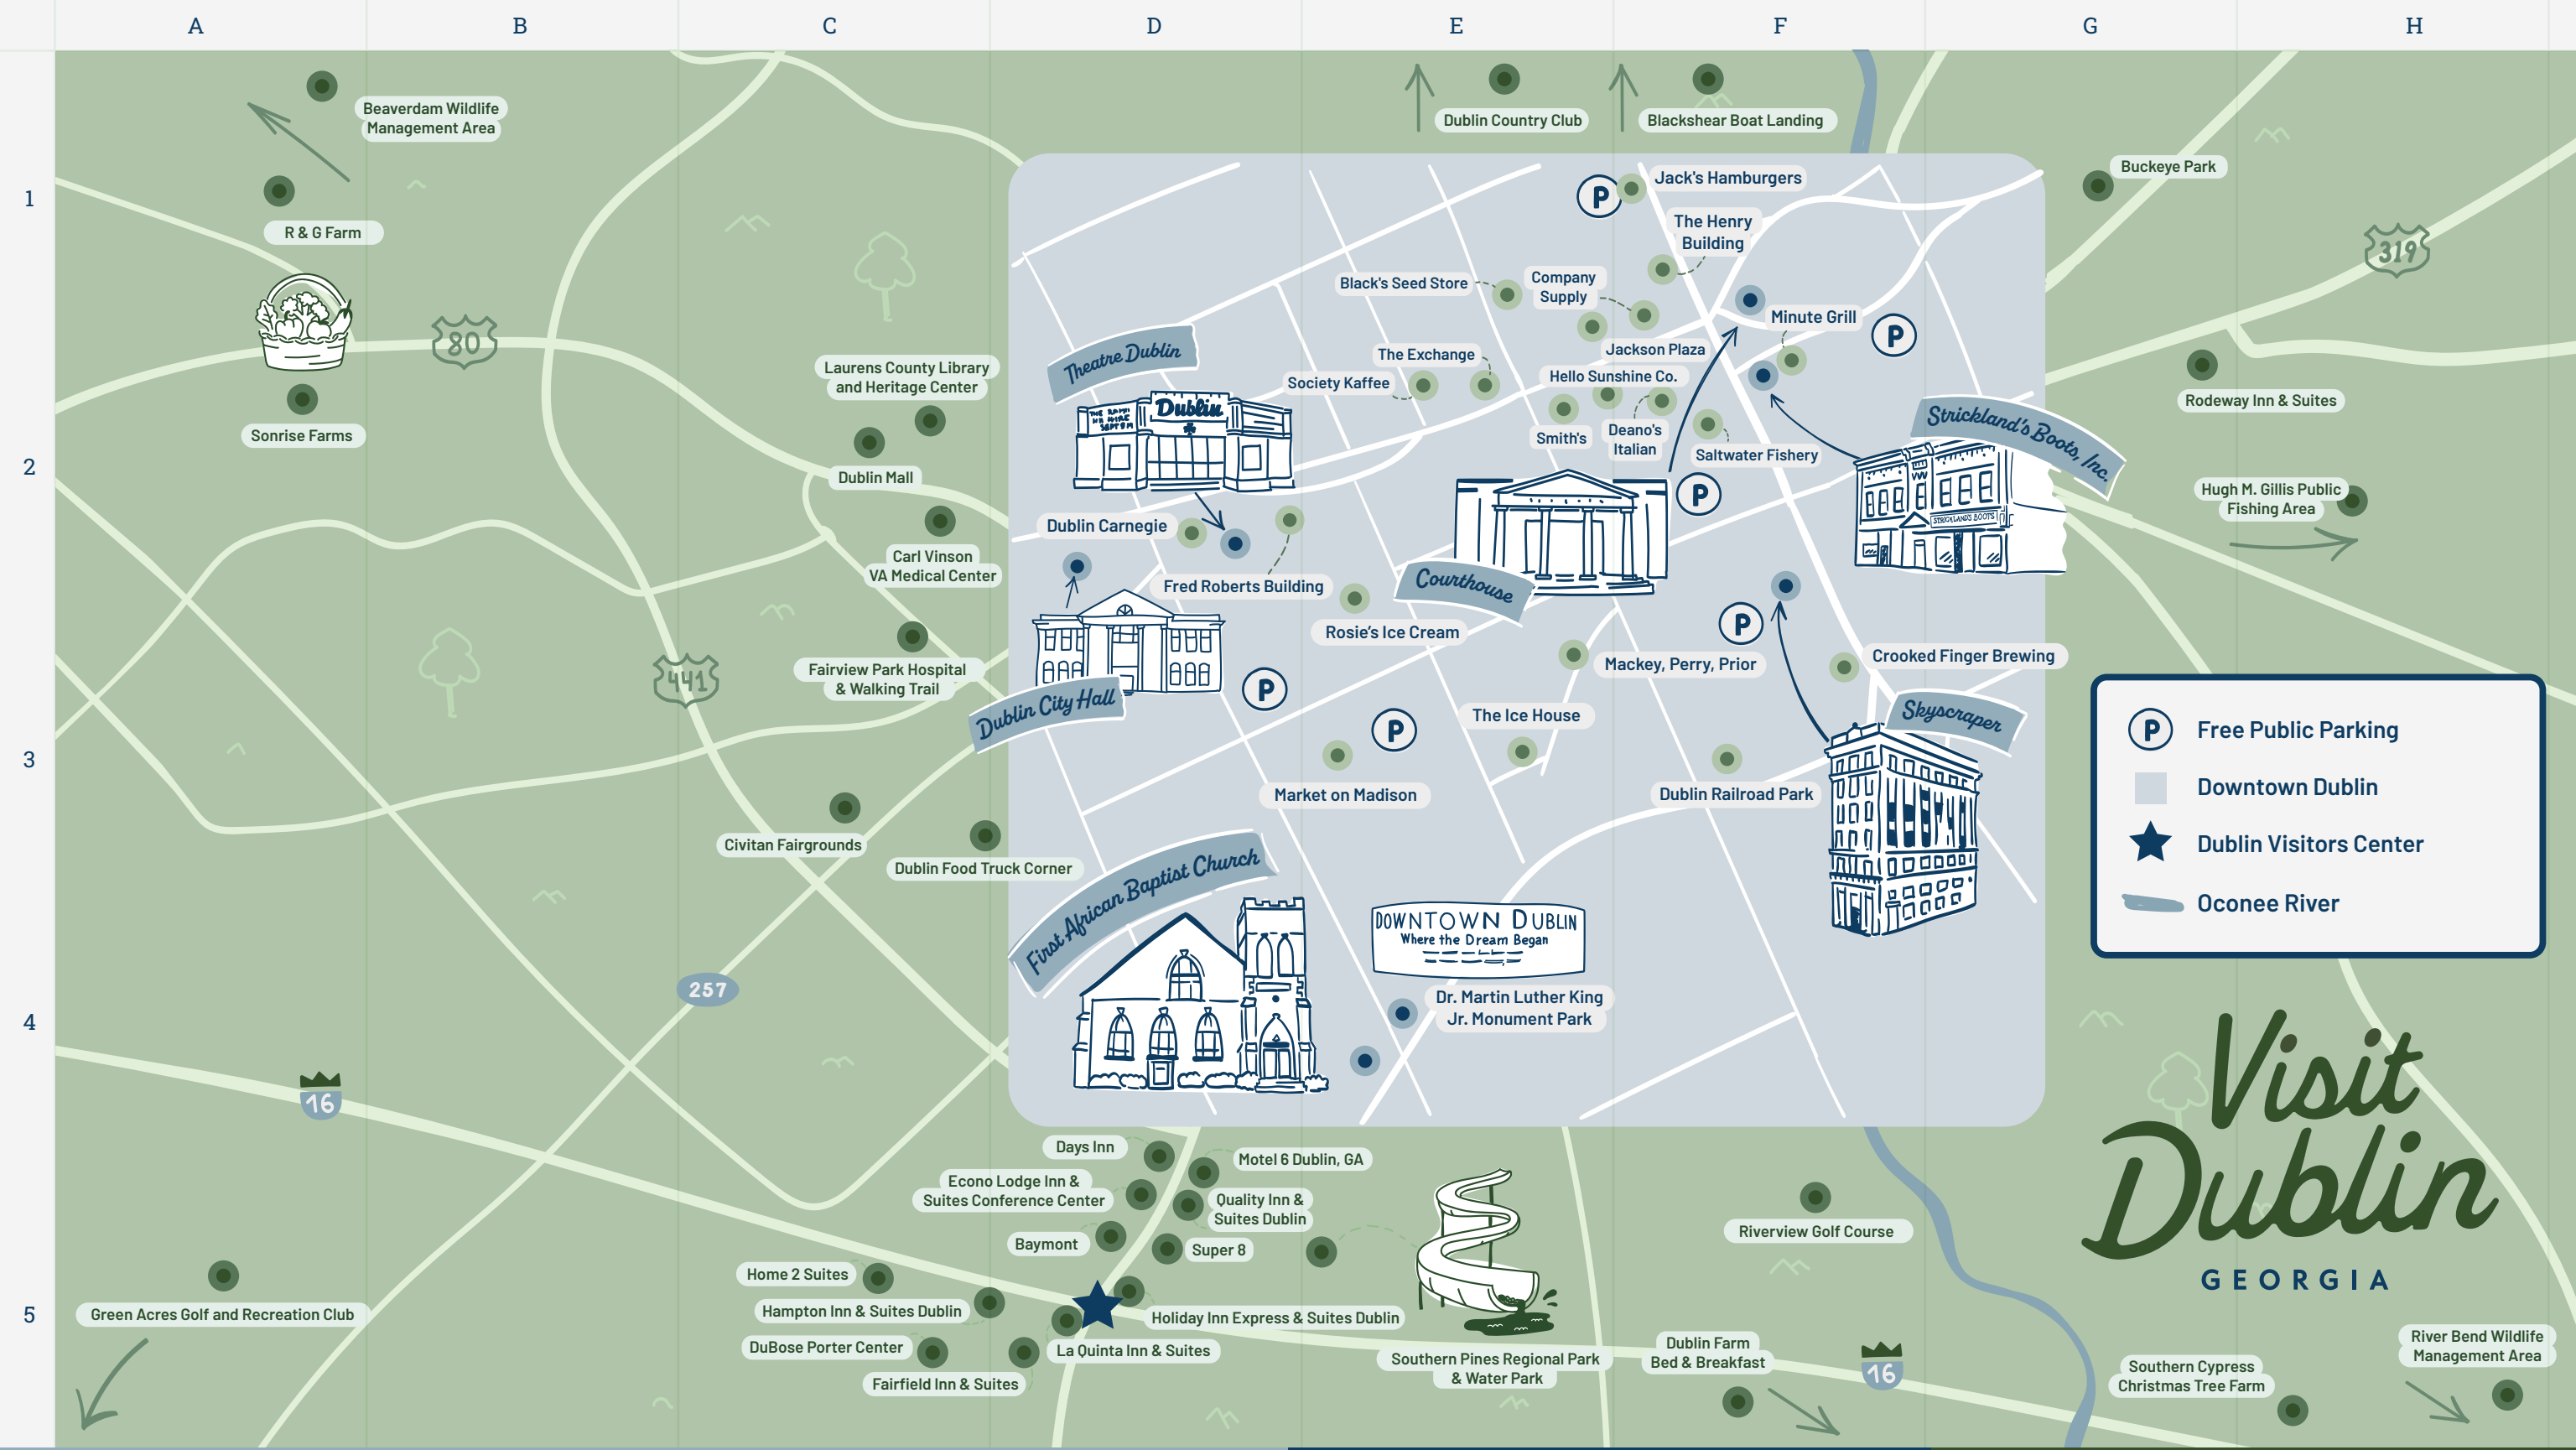 A B C D E F G H
1
2
3
4
5
Beaverdam Wildlife
Management Area
R & G Farm
80
Sonrise Farms
Laurens County Library
and Heritage Center
Dublin Mall
Carl Vinson
VA Medical Center
Fairview Park Hospital
& Walking Trail
441
Civitan Fairgrounds
Dublin Food Truck Corner
257
16
Green Acres Golf and Recreation Club
Dublin Country Club
Blackshear Boat Landing
Buckeye Park
319
Rodeway Inn & Suites
Hugh M. Gillis Public
Fishing Area
P
Jack's Hamburgers
The Henry
Building
Black's Seed Store
Company
Supply
Minute Grill
P
Jackson Plaza
The Exchange
Society Kaffee
Hello Sunshine Co.
Smith's
Deano's
Italian
Saltwater Fishery
P
Theatre Dublin
Dublin
Strickland's Boots, Inc.
STRICKLAND'S BOOTS
Dublin Carnegie
Fred Roberts Building
Courthouse
Rosie's Ice Cream
Mackey, Perry, Prior
P
Crooked Finger Brewing
Dublin City Hall
P
P
The Ice House
Skyscraper
Market on Madison
Dublin Railroad Park
First African Baptist Church
DOWNTOWN DUBLIN
Where the Dream Began
Dr. Martin Luther King
Jr. Monument Park
P Free Public Parking
Downtown Dublin
Dublin Visitors Center
Oconee River
Visit
Dublin
GEORGIA
Days Inn
Motel 6 Dublin, GA
Econo Lodge Inn &
Suites Conference Center
Quality Inn &
Suites Dublin
Baymont
Super 8
Home 2 Suites
Hampton Inn & Suites Dublin
Holiday Inn Express & Suites Dublin
DuBose Porter Center
La Quinta Inn & Suites
Fairfield Inn & Suites
Southern Pines Regional Park
& Water Park
Riverview Golf Course
Dublin Farm
Bed & Breakfast
16
Southern Cypress
Christmas Tree Farm
River Bend Wildlife
Management Area